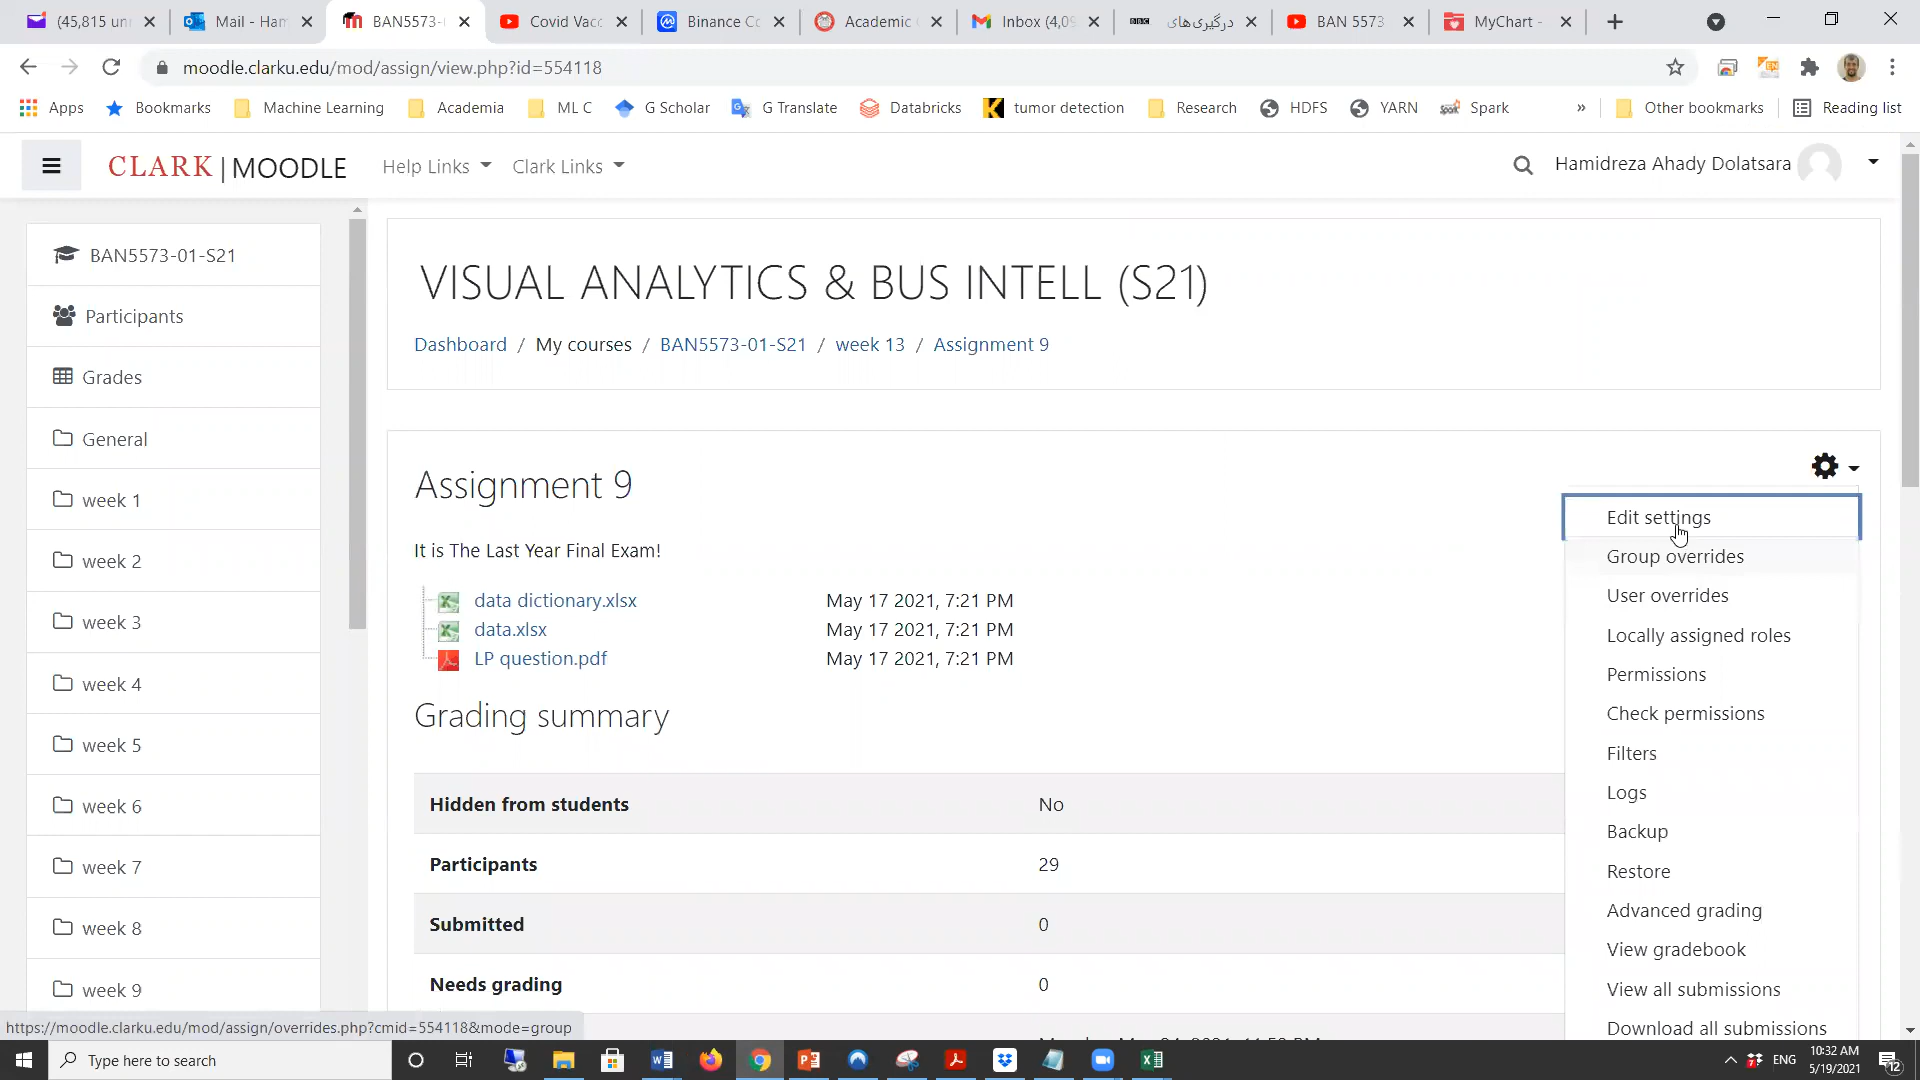 (45,815 un
Mail - Ham
BAN5573-
Covid Vacc
Binance Co
Academic
Inbox (4,09
BBC
درگیری‌های
BAN 5573
MyChart -
moodle.clarku.edu/mod/assign/view.php?id=554118
EN
Apps
Bookmarks
Machine Learning
Academia
ML C
G Scholar
G Translate
Databricks
tumor detection
Research
HDFS
YARN
Spark
»
Other bookmarks
Reading list
CLARK | MOODLE
Help Links
Clark Links
Hamidreza Ahady Dolatsara
BAN5573-01-S21
Participants
Grades
General
week 1
week 2
week 3
week 4
week 5
week 6
week 7
week 8
week 9
VISUAL ANALYTICS & BUS INTELL (S21)
Dashboard / My courses / BAN5573-01-S21 / week 13 / Assignment 9
Assignment 9
It is The Last Year Final Exam!
data dictionary.xlsx May 17 2021, 7:21 PM
data.xlsx May 17 2021, 7:21 PM
LP question.pdf May 17 2021, 7:21 PM
Grading summary
Hidden from students No
Participants 29
Submitted 0
Needs grading 0
Edit settings
Group overrides
User overrides
Locally assigned roles
Permissions
Check permissions
Filters
Logs
Backup
Restore
Advanced grading
View gradebook
View all submissions
Download all submissions
https://moodle.clarku.edu/mod/assign/overrides.php?cmid=554118&mode=group
Type here to search
ENG
10:32 AM
5/19/2021
12